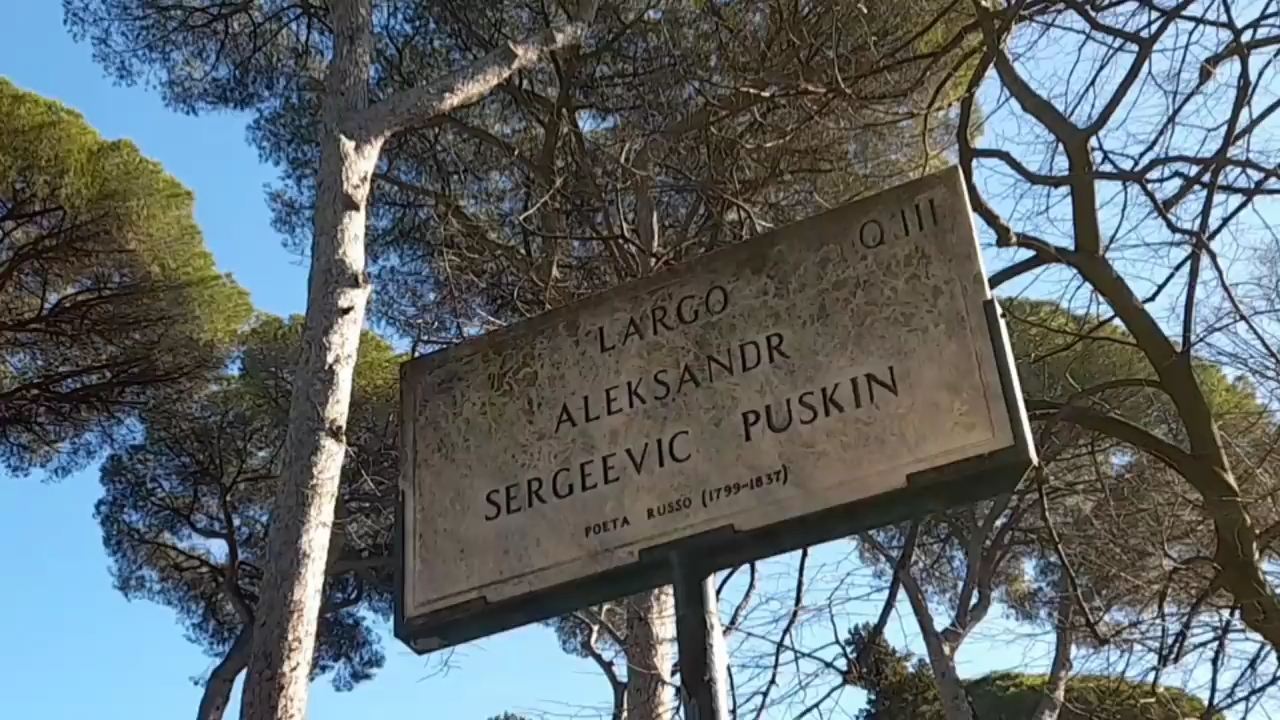 Q III
LARGO
ALEKSANDR
SERGEEVIC PUSKIN
POETA RUSSO (1799-1837)